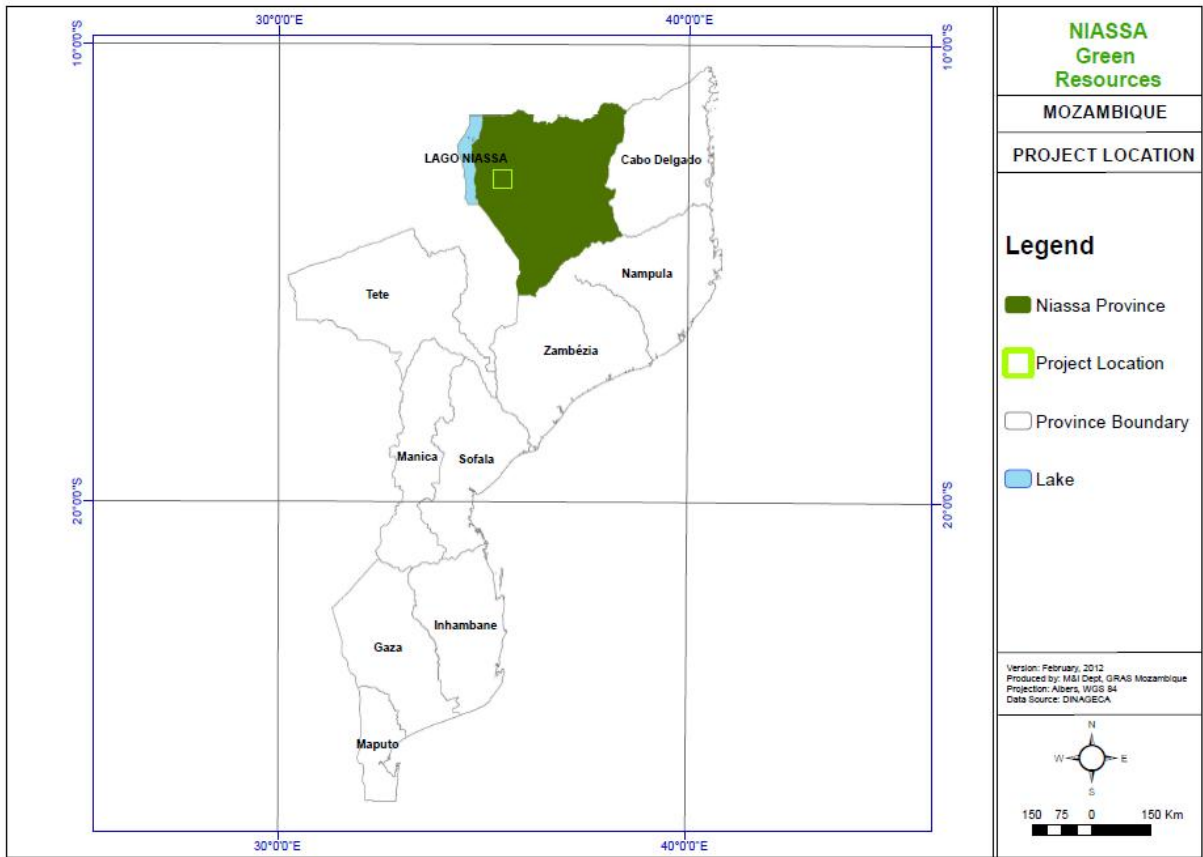 30°0'0"E
40°0'0"E
10°0'0"S
10°0'0"S
LAGO NIASSA
Cabo Delgado
Nampula
Tete
Zambézia
Manica
Sofala
20°0'0"S
20°0'0"S
Inhambane
Gaza
Maputo
30°0'0"E
40°0'0"E
NIASSA
Green
Resources
MOZAMBIQUE
PROJECT LOCATION
Legend
Niassa Province
Project Location
Province Boundary
Lake
Version: February, 2012
Produced by: M&I Dept, GRAS Mozambique
Projection: Albers, WGS 84
Data Source: DINAGECA
N
W E
S
150 75 0 150 Km